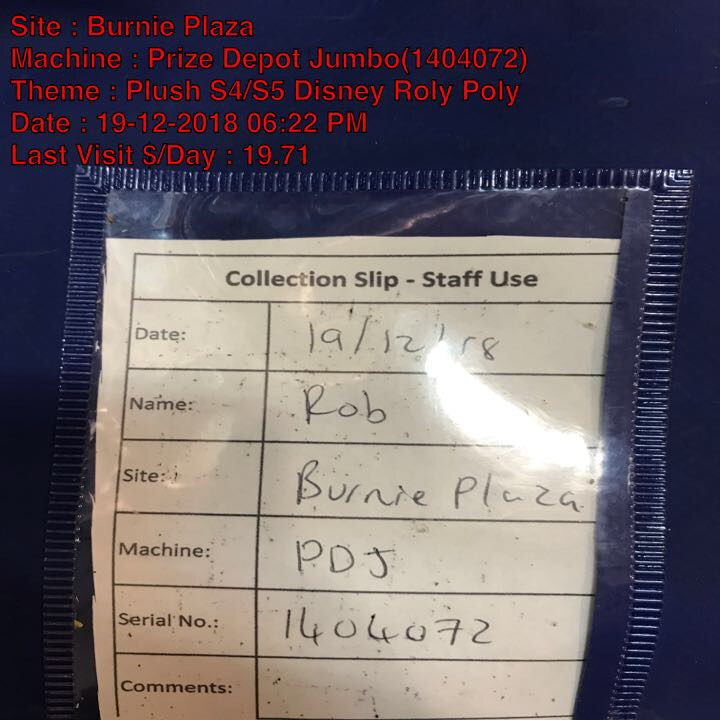 Site : Burnie Plaza
Machine : Prize Depot Jumbo(1404072)
Theme : Plush S4/S5 Disney Roly Poly
Date : 19-12-2018 06:22 PM
Last Visit $/Day : 19.71
Collection Slip - Staff Use
Date: 19/12/18
Name: Rob
Site: Burnie Plaza
Machine: PDJ
Serial No.: 1404072
Comments: